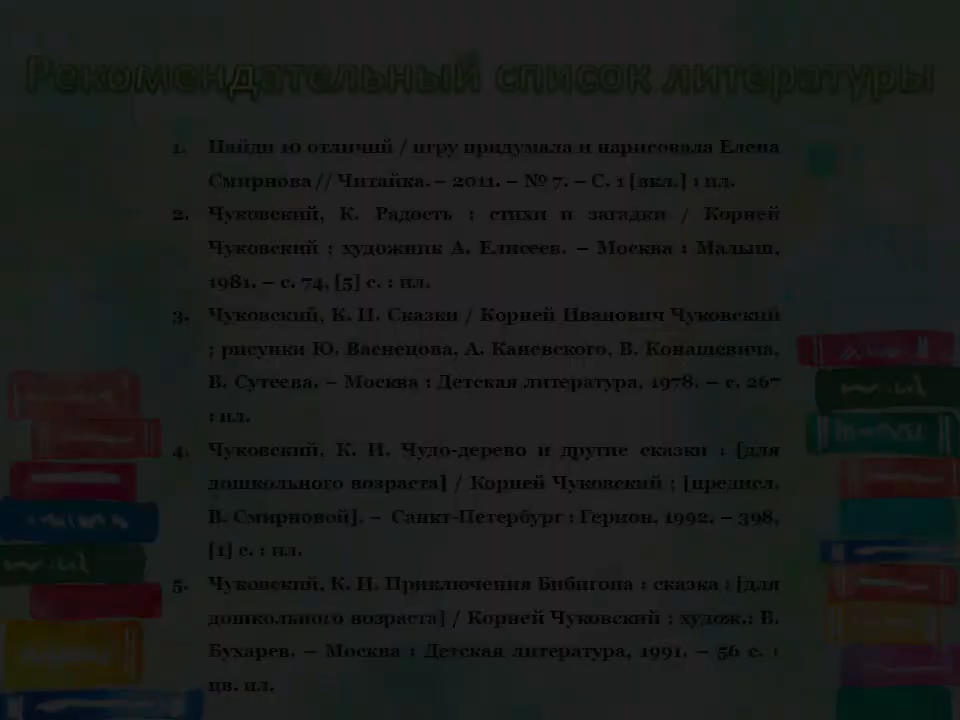 Рекомендательный список литературы
1. Найди 10 отличий / игру придумала и нарисовала Елена
Смирнова // Читайка. – 2011. – № 7. – С. 1 [вкл.] : ил.
2. Чуковский, К. Радость : стихи и загадки / Корней
Чуковский ; художник А. Елисеев. – Москва : Малыш,
1981. – с. 74, [5] с. : ил.
3. Чуковский, К. И. Сказки / Корней Иванович Чуковский
; рисунки Ю. Васнецова, А. Каневского, В. Конашевича,
В. Сутеева. – Москва : Детская литература, 1978. – с. 267
: ил.
4. Чуковский, К. И. Чудо-дерево и другие сказки : [для
дошкольного возраста] / Корней Чуковский ; [предисл.
В. Смирновой]. – Санкт-Петербург : Герион, 1992. – 398,
[1] с. : ил.
5. Чуковский, К. И. Приключения Бибигона : сказка : [для
дошкольного возраста] / Корней Чуковский ; худож.: В.
Бухарев. – Москва : Детская литература, 1991. – 56 с. :
цв. ил.